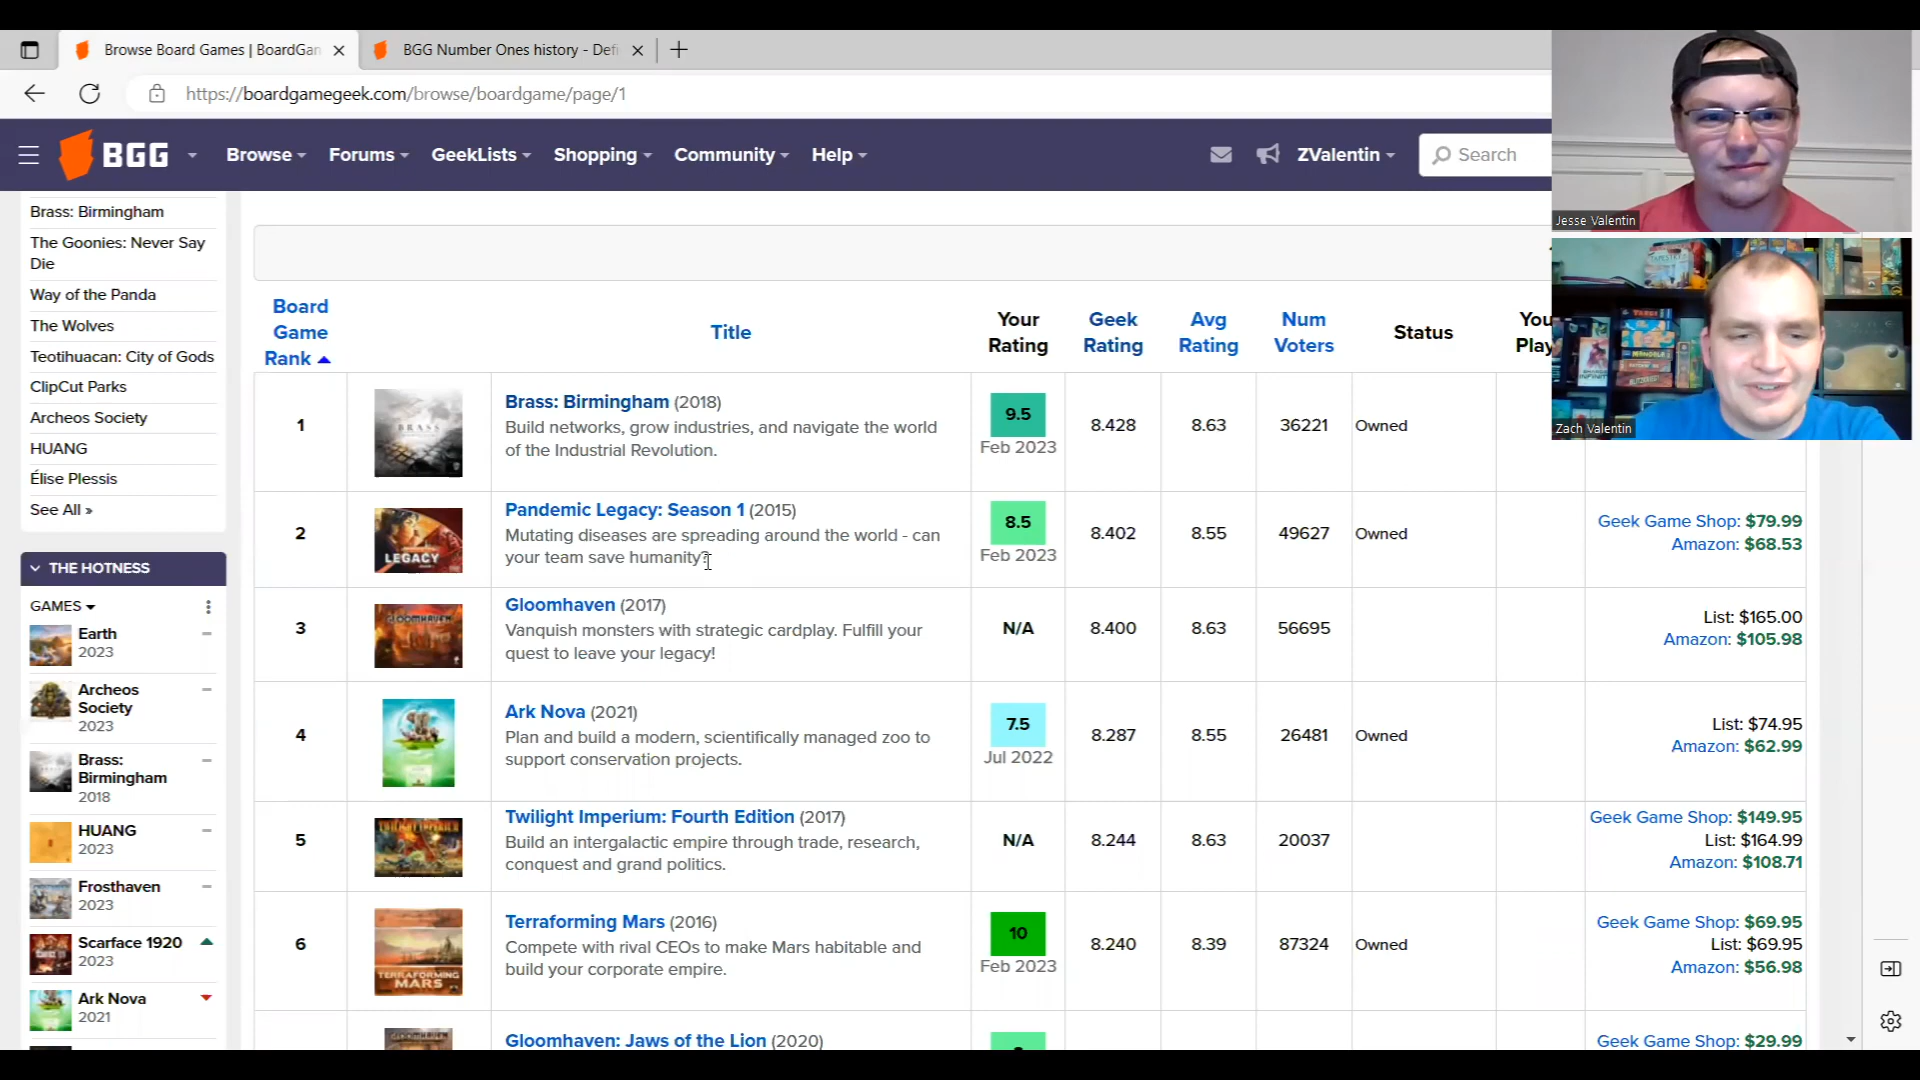 Browse Board Games | BoardGan
BGG Number Ones history - Defi
https://boardgamegeek.com/browse/boardgame/page/1
BGG
Browse
Forums
GeekLists
Shopping
Community
Help
ZValentin
Search
Jesse Valentin
Zach Valentin
Brass: Birmingham
The Goonies: Never Say
Die
Way of the Panda
The Wolves
Teotihuacan: City of Gods
ClipCut Parks
Archeos Society
HUANG
Élise Plessis
See All »
THE HOTNESS
GAMES
Earth
2023
Archeos
Society
2023
Brass:
Birmingham
2018
HUANG
2023
Frosthaven
2023
Scarface 1920
2023
Ark Nova
2021
Board
Game
Rank
Title
Your
Rating
Geek
Rating
Avg
Rating
Num
Voters
Status
You
Play
1
BRASS
Brass: Birmingham (2018)
Build networks, grow industries, and navigate the world
of the Industrial Revolution.
9.5
Feb 2023
8.428
8.63
36221
Owned
2
LEGACY
Pandemic Legacy: Season 1 (2015)
Mutating diseases are spreading around the world - can
your team save humanity?
8.5
Feb 2023
8.402
8.55
49627
Owned
Geek Game Shop: $79.99
Amazon: $68.53
3
GLOOMHAVEN
Gloomhaven (2017)
Vanquish monsters with strategic cardplay. Fulfill your
quest to leave your legacy!
N/A
8.400
8.63
56695
List: $165.00
Amazon: $105.98
4
Ark Nova (2021)
Plan and build a modern, scientifically managed zoo to
support conservation projects.
7.5
Jul 2022
8.287
8.55
26481
Owned
List: $74.95
Amazon: $62.99
5
TWILIGHT IMPERIUM
Twilight Imperium: Fourth Edition (2017)
Build an intergalactic empire through trade, research,
conquest and grand politics.
N/A
8.244
8.63
20037
Geek Game Shop: $149.95
List: $164.99
Amazon: $108.71
6
TERRAFORMING
MARS
Terraforming Mars (2016)
Compete with rival CEOs to make Mars habitable and
build your corporate empire.
10
Feb 2023
8.240
8.39
87324
Owned
Geek Game Shop: $69.95
List: $69.95
Amazon: $56.98
GLOOMHAVEN
Gloomhaven: Jaws of the Lion (2020)
Geek Game Shop: $29.99